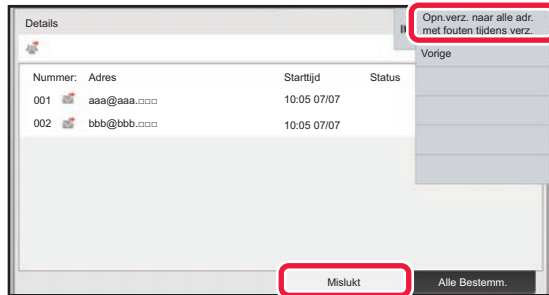 Details
Opn.verz. naar alle adr.
met fouten tijdens verz.
Vorige
Nummer: Adres Starttijd Status
001 aaa@aaa.□□□ 10:05 07/07
002 bbb@bbb.□□□ 10:05 07/07
Mislukt Alle Bestemm.